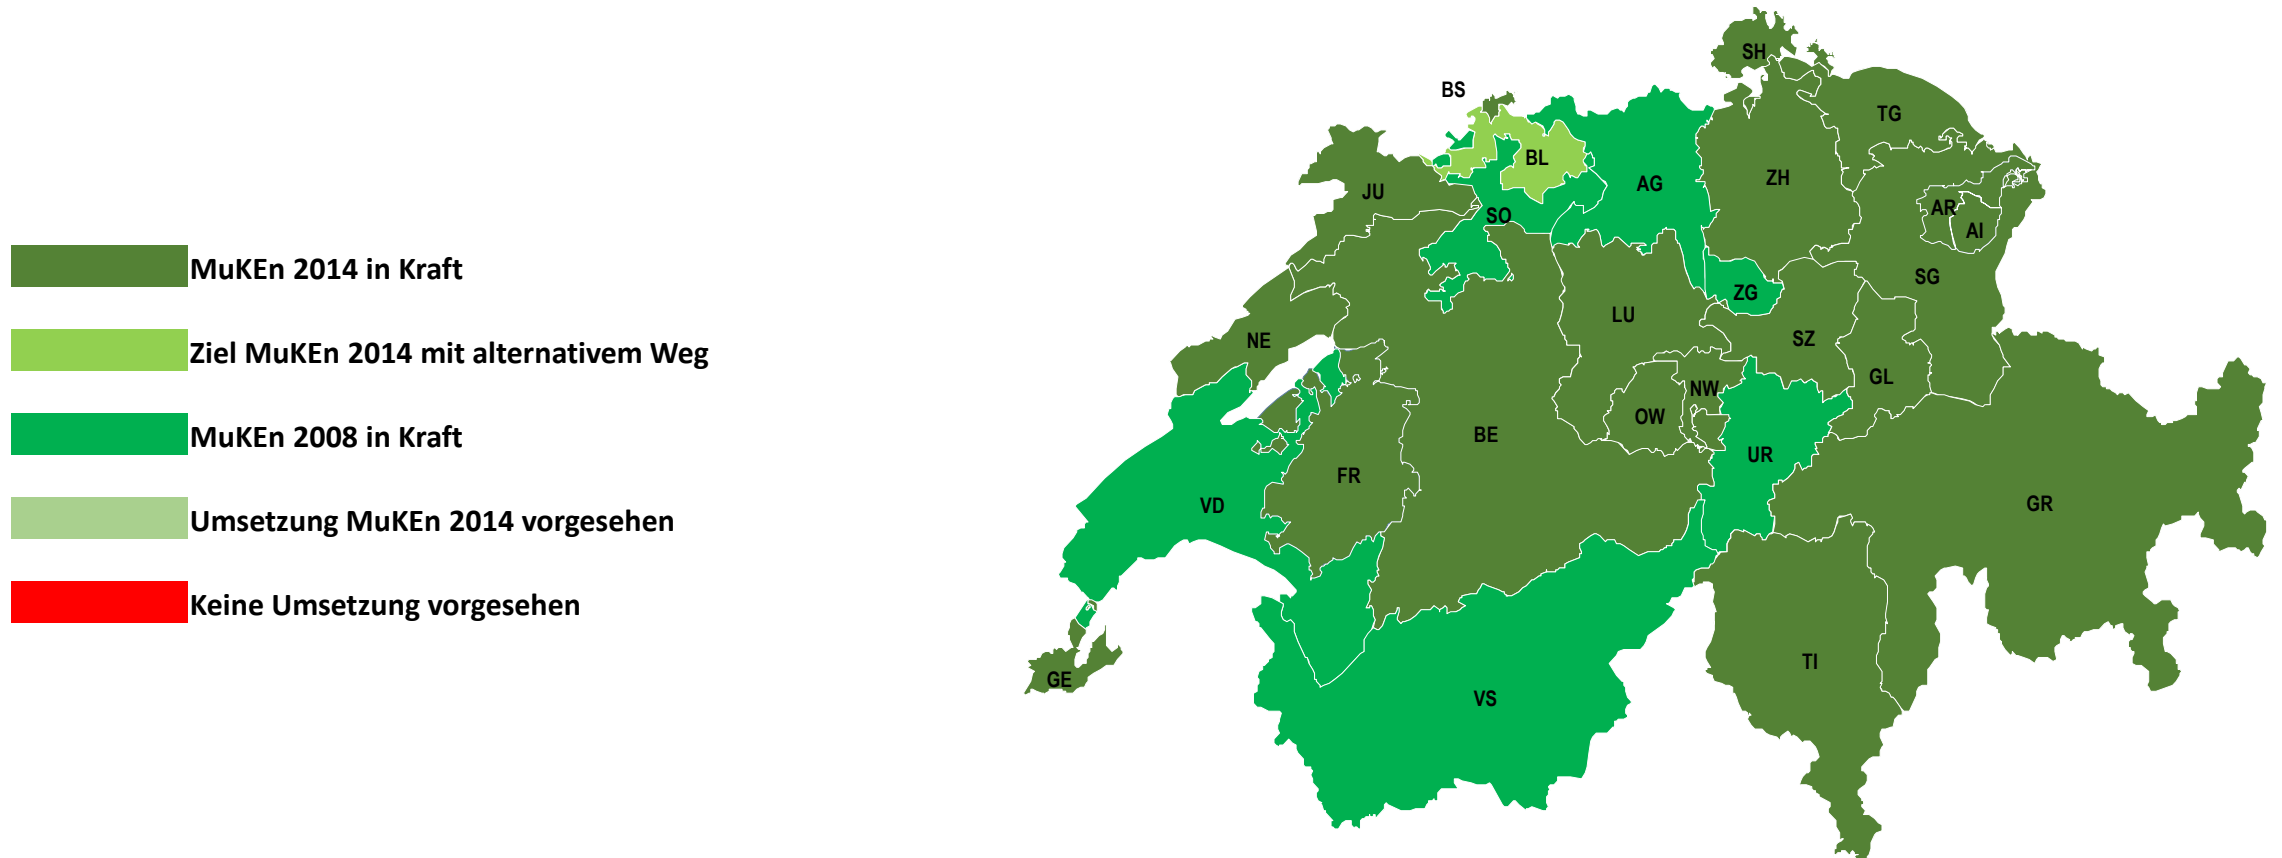 MuKEn 2014 in Kraft
Ziel MuKEn 2014 mit alternativem Weg
MuKEn 2008 in Kraft
Umsetzung MuKEn 2014 vorgesehen
Keine Umsetzung vorgesehen
SH
BS
TG
BL
ZH
AG
JU
AR
SO
AI
SG
ZG
LU
NE
SZ
GL
NW
OW
BE
UR
FR
GR
VD
TI
GE
VS